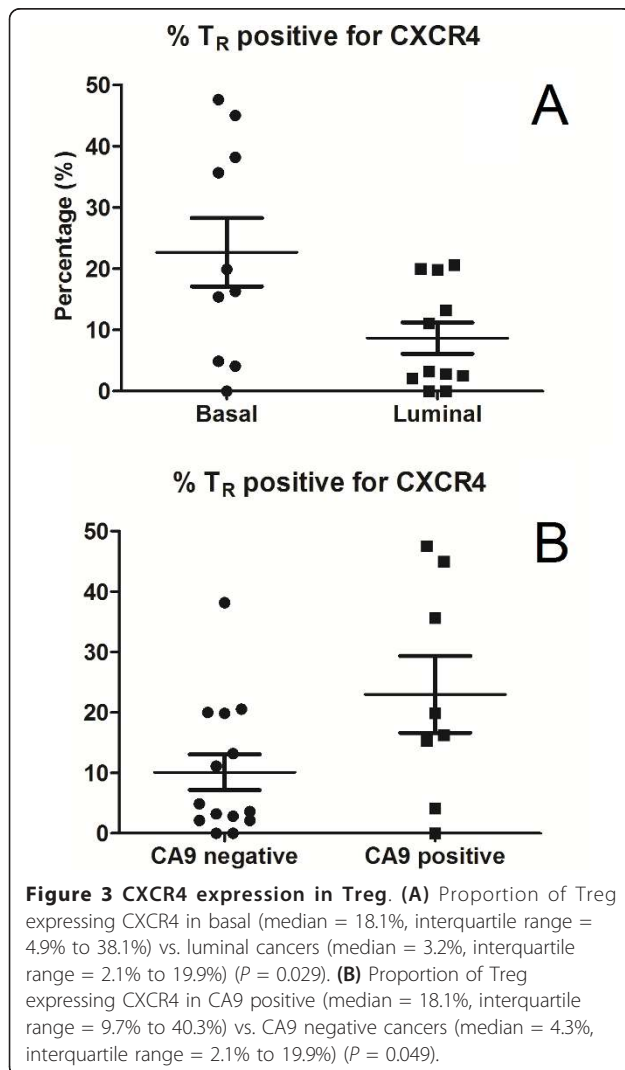 % TR positive for CXCR4
A
50
40
30
20
10
0
Percentage (%)
Basal
Luminal
% TR positive for CXCR4
B
50
40
30
20
10
0
CA9 negative
CA9 positive
Figure 3 CXCR4 expression in Treg. (A) Proportion of Treg
expressing CXCR4 in basal (median = 18.1%, interquartile range =
4.9% to 38.1%) vs. luminal cancers (median = 3.2%, interquartile
range = 2.1% to 19.9%) (P = 0.029). (B) Proportion of Treg
expressing CXCR4 in CA9 positive (median = 18.1%, interquartile
range = 9.7% to 40.3%) vs. CA9 negative cancers (median = 4.3%,
interquartile range = 2.1% to 19.9%) (P = 0.049).